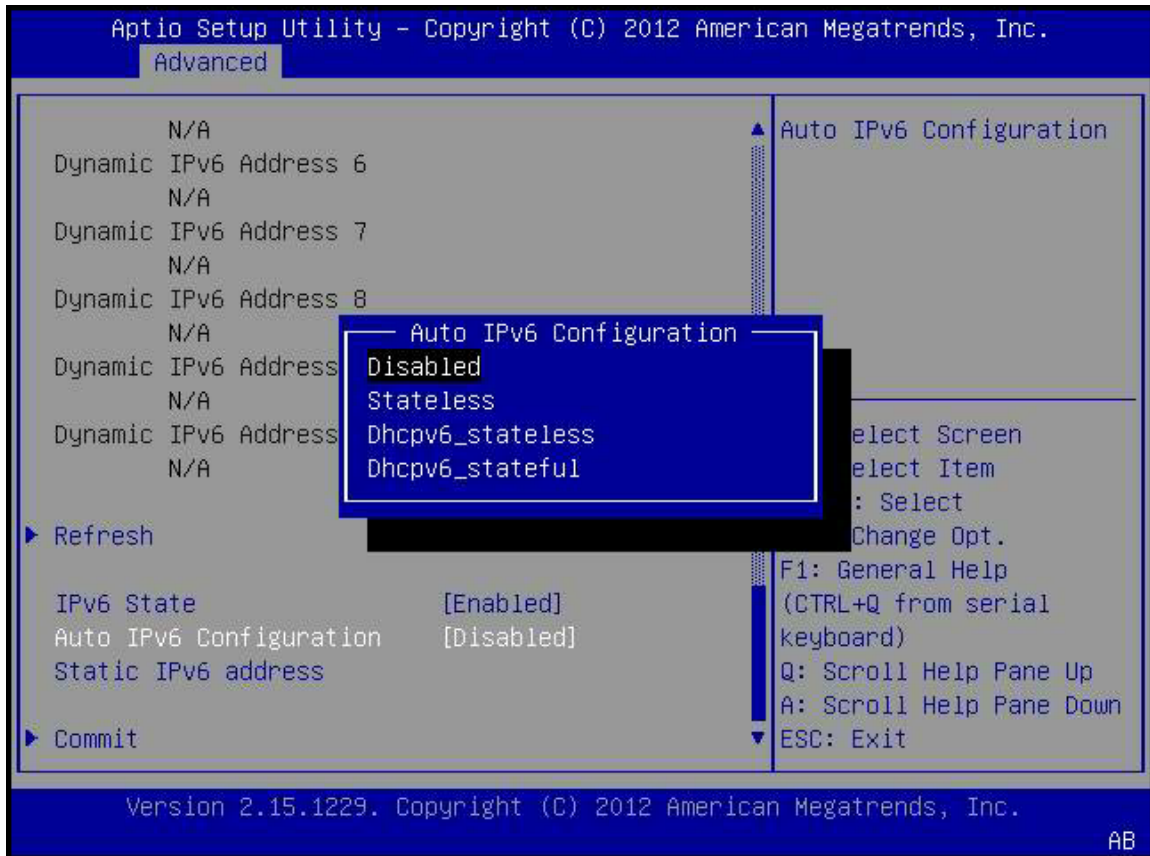 Aptio Setup Utility – Copyright (C) 2012 American Megatrends, Inc.
Advanced
N/A
Dynamic IPv6 Address 6
N/A
Dynamic IPv6 Address 7
N/A
Dynamic IPv6 Address 8
N/A
Dynamic IPv6 Address
N/A
Dynamic IPv6 Address
N/A
Refresh
IPv6 State [Enabled]
Auto IPv6 Configuration [Disabled]
Static IPv6 address
Commit
Auto IPv6 Configuration
Disabled
Stateless
Dhcpv6_stateless
Dhcpv6_stateful
Auto IPv6 Configuration
elect Screen
elect Item
: Select
Change Opt.
F1: General Help
(CTRL+Q from serial
keyboard)
Q: Scroll Help Pane Up
A: Scroll Help Pane Down
ESC: Exit
Version 2.15.1229. Copyright (C) 2012 American Megatrends, Inc.
AB